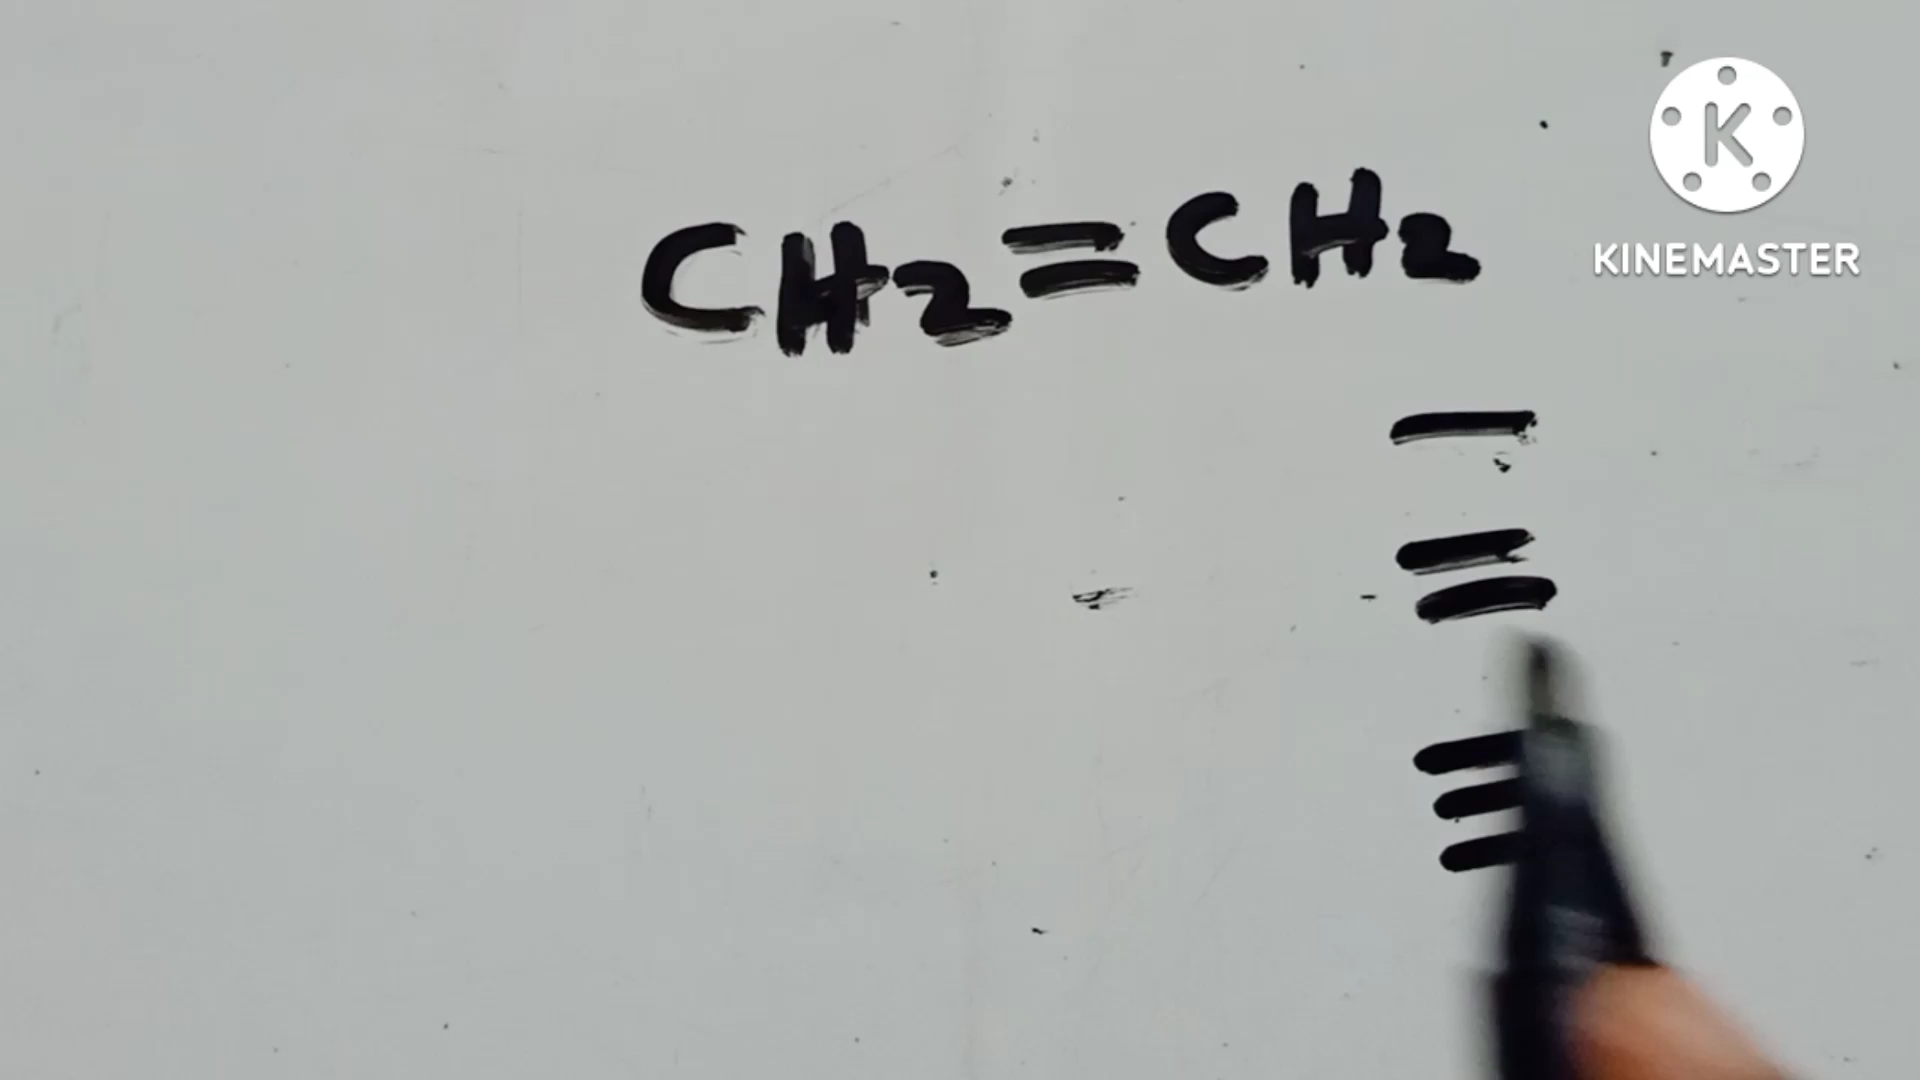 CH2=CH2
KINEMASTER
-
=
≡